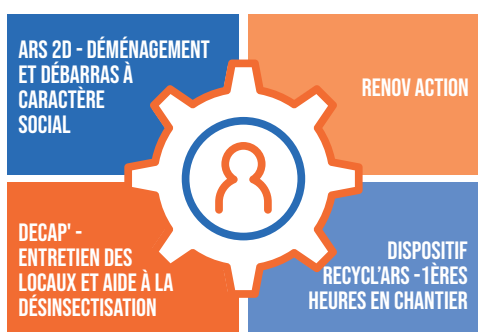 ARS 2D - DÉMÉNAGEMENT
ET DÉBARRAS À
CARACTÈRE
SOCIAL
RENOV ACTION
DECAP' -
ENTRETIEN DES
LOCAUX ET AIDE À LA
DÉSINSECTISATION
DISPOSITIF
RECYCL'ARS -1ÈRES
HEURES EN CHANTIER